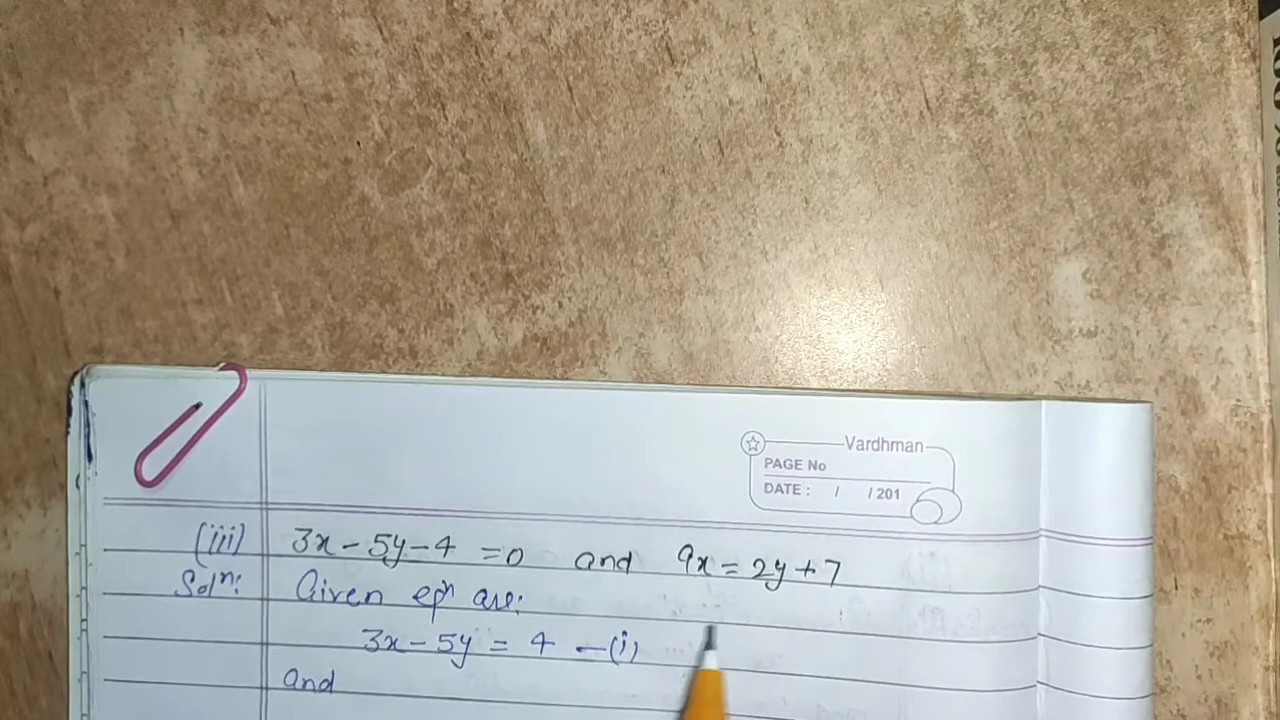 Vardhman
PAGE No
DATE : / / 201
(iii) 3x - 5y - 4 = 0 and 9x = 2y + 7
Solⁿ: Given eqⁿ are:
3x - 5y = 4 —(i)
and